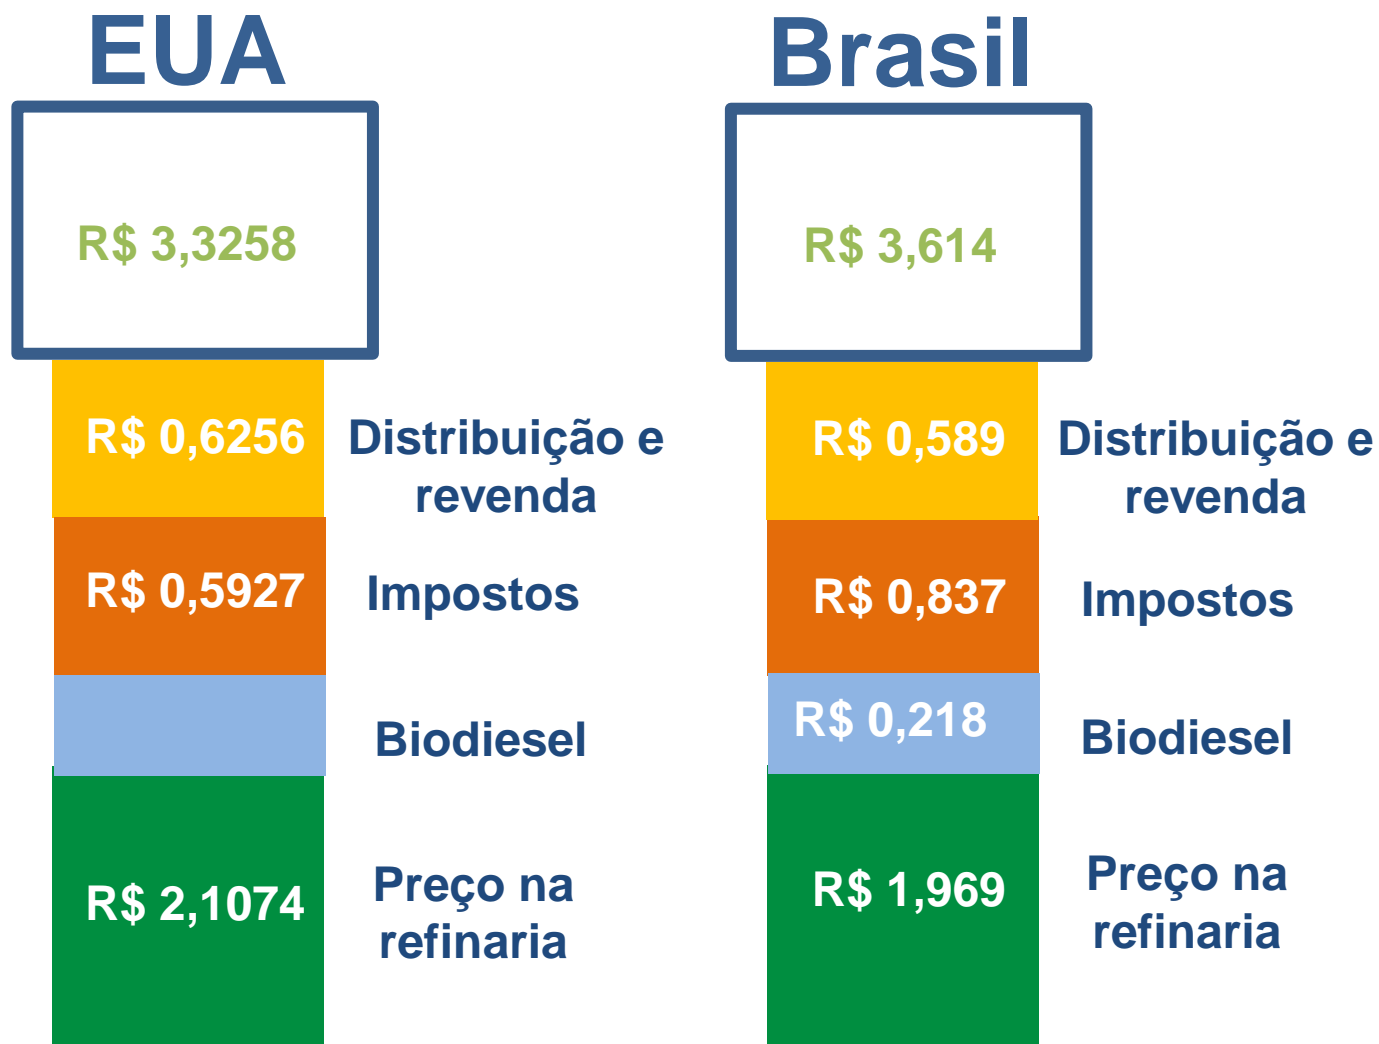 EUA
R$ 3,3258
R$ 0,6256
Distribuição e
revenda
R$ 0,5927
Impostos
Biodiesel
R$ 2,1074
Preço na
refinaria
Brasil
R$ 3,614
R$ 0,589
Distribuição e
revenda
R$ 0,837
Impostos
R$ 0,218
Biodiesel
R$ 1,969
Preço na
refinaria